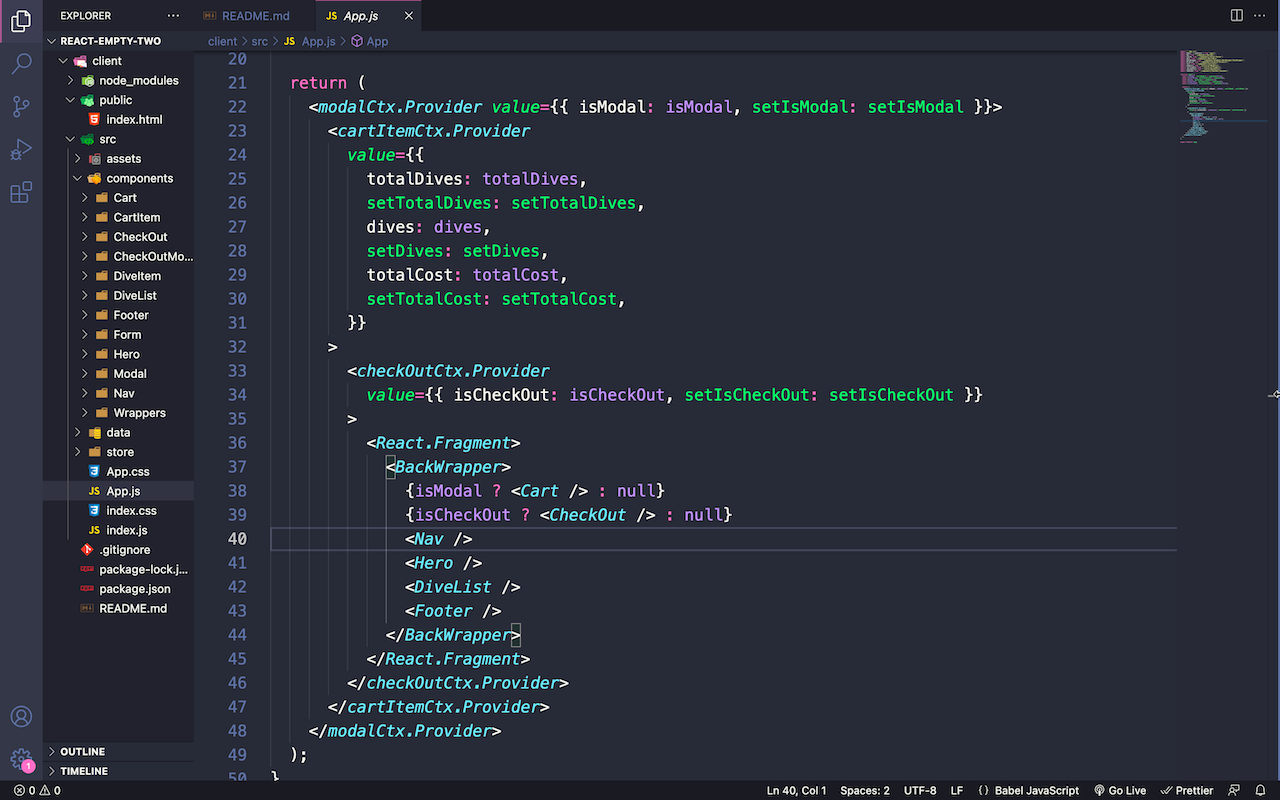 EXPLORER
README.md
JS App.js
REACT-EMPTY-TWO
client > src > JS App.js > App
client
node_modules
public
index.html
src
assets
components
Cart
CartItem
CheckOut
CheckOutMo...
DiveItem
DiveList
Footer
Form
Hero
Modal
Nav
Wrappers
data
store
App.css
JS App.js
index.css
JS index.js
.gitignore
package-lock.j...
package.json
README.md
OUTLINE
TIMELINE
1
20
21 return (
22 <modalCtx.Provider value={{ isModal: isModal, setIsModal: setIsModal }}>
23 <cartItemCtx.Provider
24 value={{
25 totalDives: totalDives,
26 setTotalDives: setTotalDives,
27 dives: dives,
28 setDives: setDives,
29 totalCost: totalCost,
30 setTotalCost: setTotalCost,
31 }}
32 >
33 <checkOutCtx.Provider
34 value={{ isCheckOut: isCheckOut, setIsCheckOut: setIsCheckOut }}
35 >
36 <React.Fragment>
37 <BackWrapper>
38 {isModal ? <Cart /> : null}
39 {isCheckOut ? <CheckOut /> : null}
40 <Nav />
41 <Hero />
42 <DiveList />
43 <Footer />
44 </BackWrapper>
45 </React.Fragment>
46 </checkOutCtx.Provider>
47 </cartItemCtx.Provider>
48 </modalCtx.Provider>
49 );
50 }
0 0 Ln 40, Col 1 Spaces: 2 UTF-8 LF {} Babel JavaScript Go Live Prettier